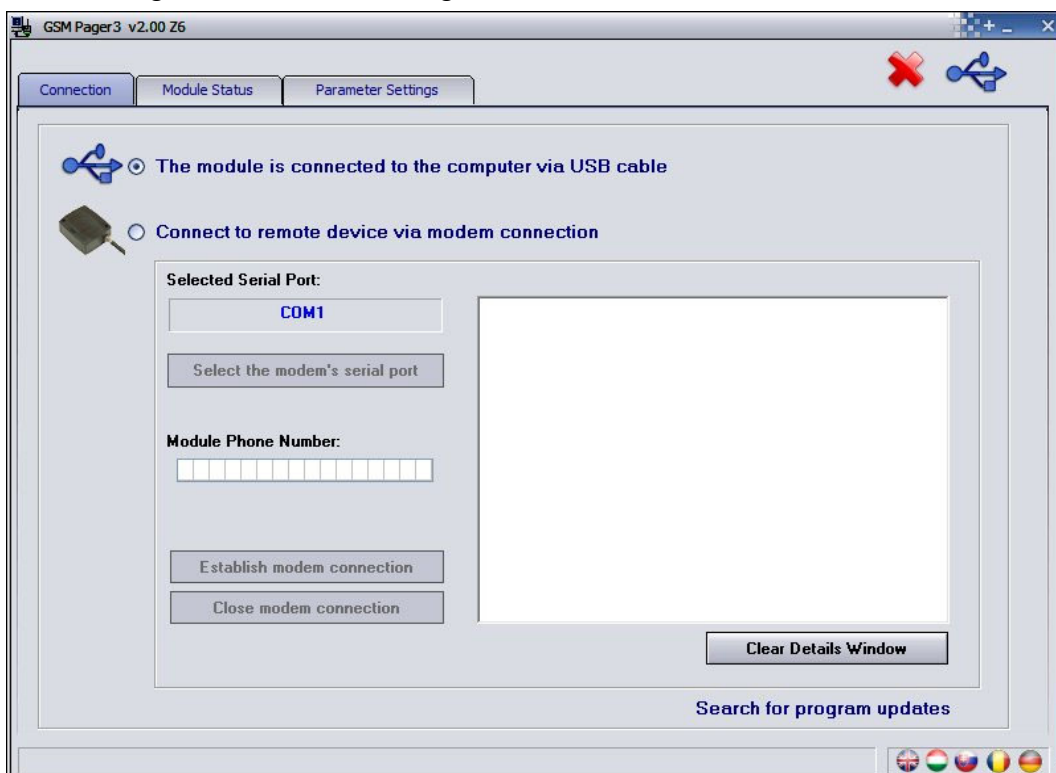 GSM Pager3 v2.00 Z6
Connection
Module Status
Parameter Settings
The module is connected to the computer via USB cable
Connect to remote device via modem connection
Selected Serial Port:
COM1
Select the modem's serial port
Module Phone Number:
Establish modem connection
Close modem connection
Clear Details Window
Search for program updates